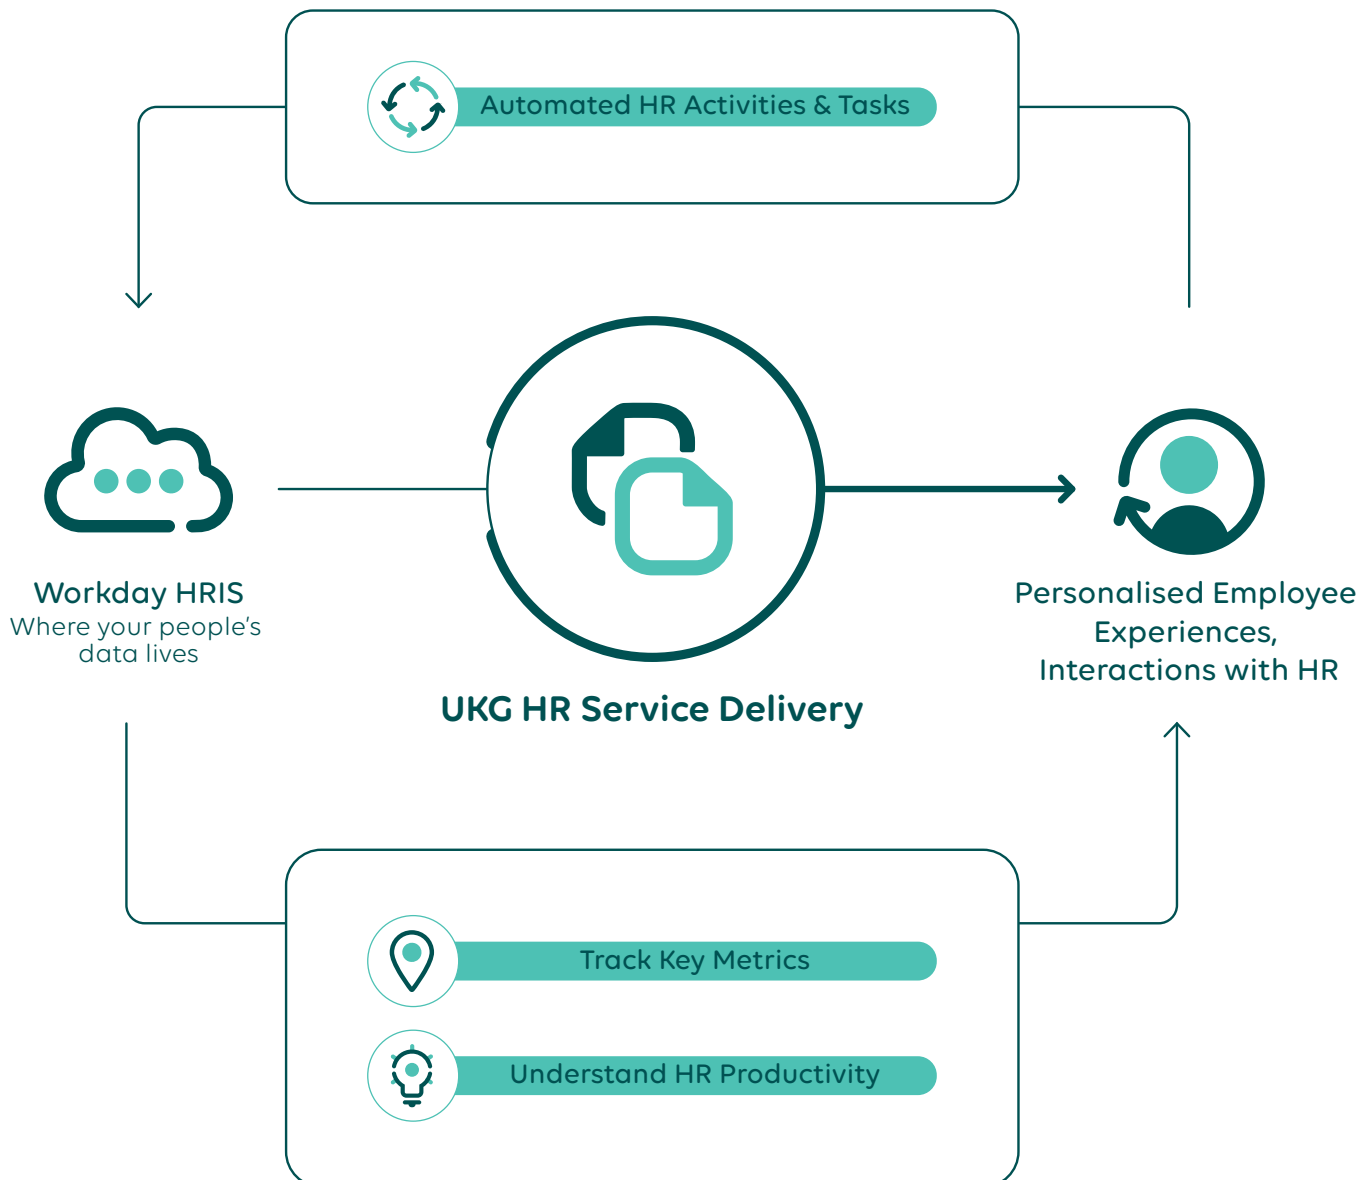 Automated HR Activities & Tasks
Workday HRIS
Where your people's
data lives
UKG HR Service Delivery
Personalised Employee
Experiences,
Interactions with HR
Track Key Metrics
Understand HR Productivity